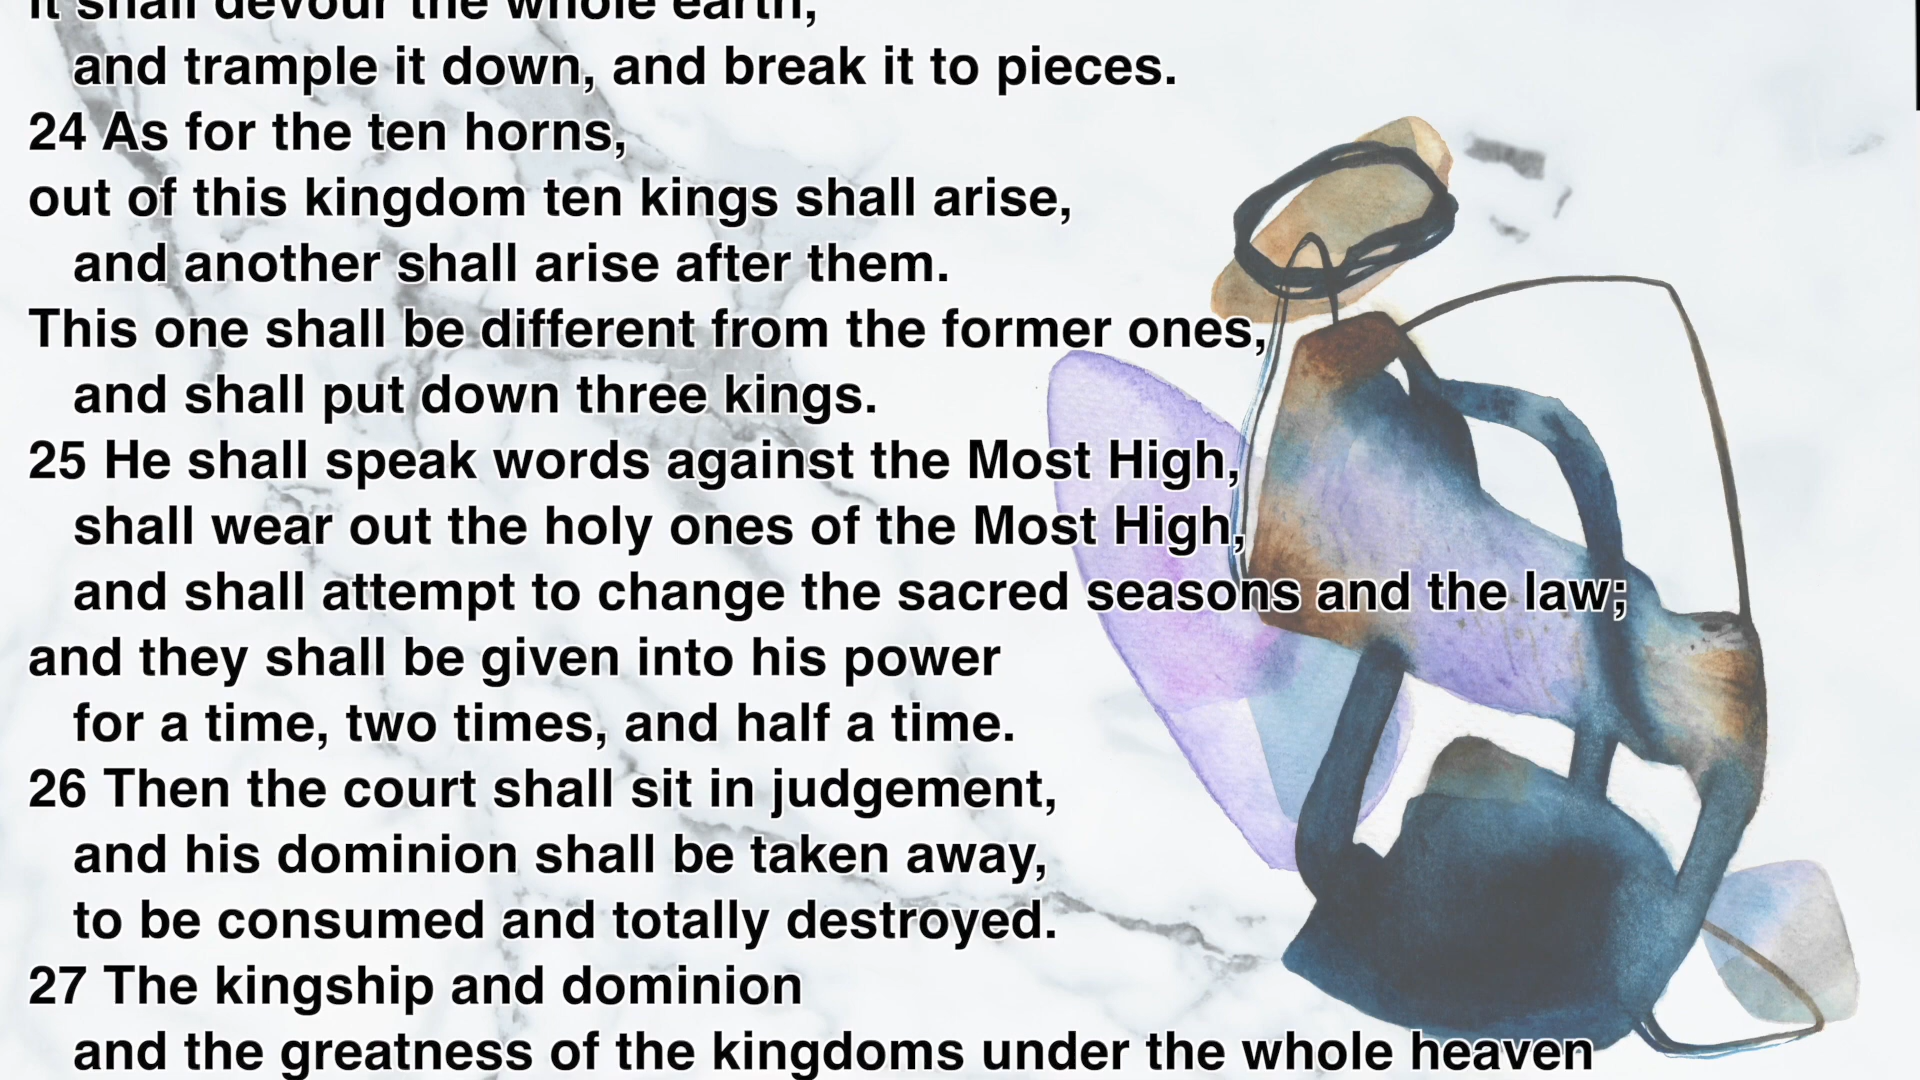 it shall devour the whole earth,
and trample it down, and break it to pieces.
24 As for the ten horns,
out of this kingdom ten kings shall arise,
and another shall arise after them.
This one shall be different from the former ones,
and shall put down three kings.
25 He shall speak words against the Most High,
shall wear out the holy ones of the Most High,
and shall attempt to change the sacred seasons and the law;
and they shall be given into his power
for a time, two times, and half a time.
26 Then the court shall sit in judgement,
and his dominion shall be taken away,
to be consumed and totally destroyed.
27 The kingship and dominion
and the greatness of the kingdoms under the whole heaven